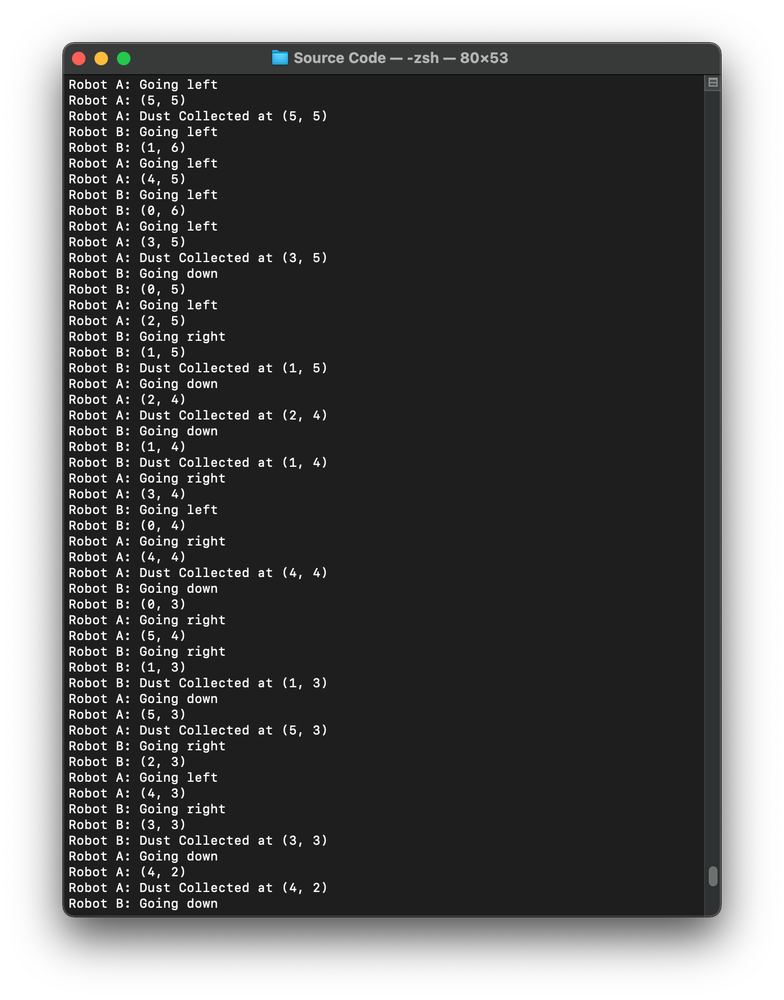 Source Code — -zsh — 80×53
Robot A: Going left
Robot A: (5, 5)
Robot A: Dust Collected at (5, 5)
Robot B: Going left
Robot B: (1, 6)
Robot A: Going left
Robot A: (4, 5)
Robot B: Going left
Robot B: (0, 6)
Robot A: Going left
Robot A: (3, 5)
Robot A: Dust Collected at (3, 5)
Robot B: Going down
Robot B: (0, 5)
Robot A: Going left
Robot A: (2, 5)
Robot B: Going right
Robot B: (1, 5)
Robot B: Dust Collected at (1, 5)
Robot A: Going down
Robot A: (2, 4)
Robot A: Dust Collected at (2, 4)
Robot B: Going down
Robot B: (1, 4)
Robot B: Dust Collected at (1, 4)
Robot A: Going right
Robot A: (3, 4)
Robot B: Going left
Robot B: (0, 4)
Robot A: Going right
Robot A: (4, 4)
Robot A: Dust Collected at (4, 4)
Robot B: Going down
Robot B: (0, 3)
Robot A: Going right
Robot A: (5, 4)
Robot B: Going right
Robot B: (1, 3)
Robot B: Dust Collected at (1, 3)
Robot A: Going down
Robot A: (5, 3)
Robot A: Dust Collected at (5, 3)
Robot B: Going right
Robot B: (2, 3)
Robot A: Going left
Robot A: (4, 3)
Robot B: Going right
Robot B: (3, 3)
Robot B: Dust Collected at (3, 3)
Robot A: Going down
Robot A: (4, 2)
Robot A: Dust Collected at (4, 2)
Robot B: Going down